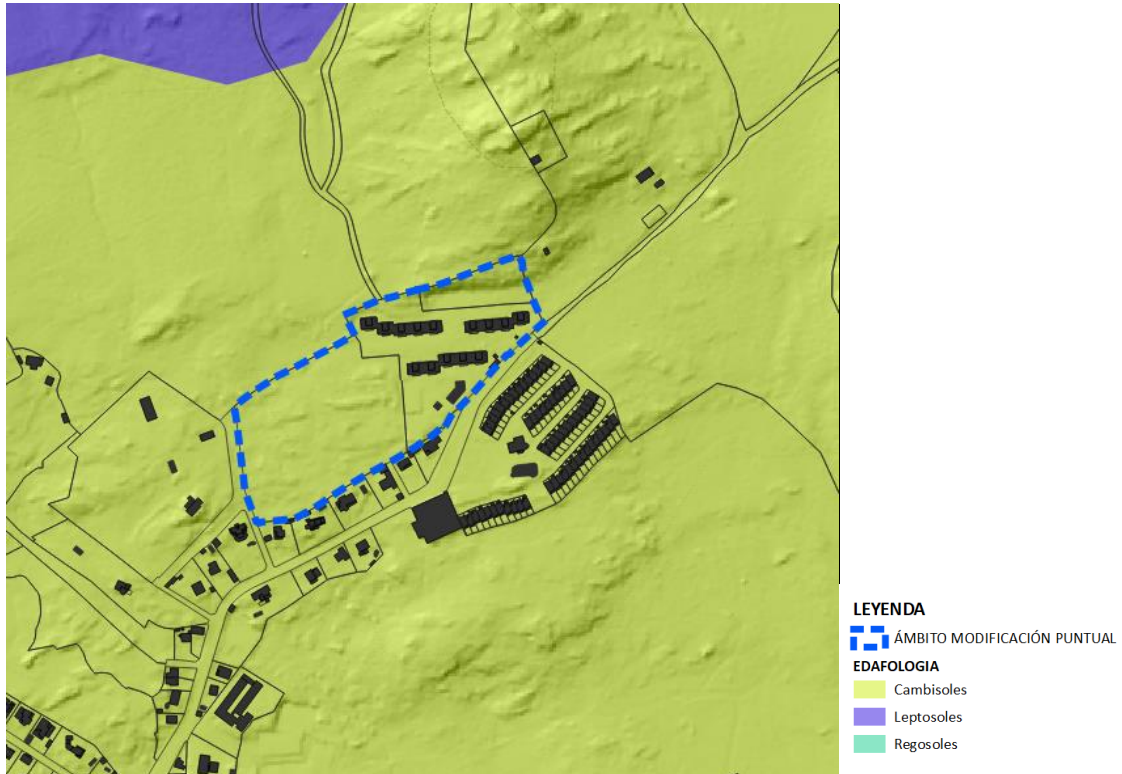 LEYENDA
ÁMBITO MODIFICACIÓN PUNTUAL
EDAFOLOGIA
Cambisoles
Leptosoles
Regosoles